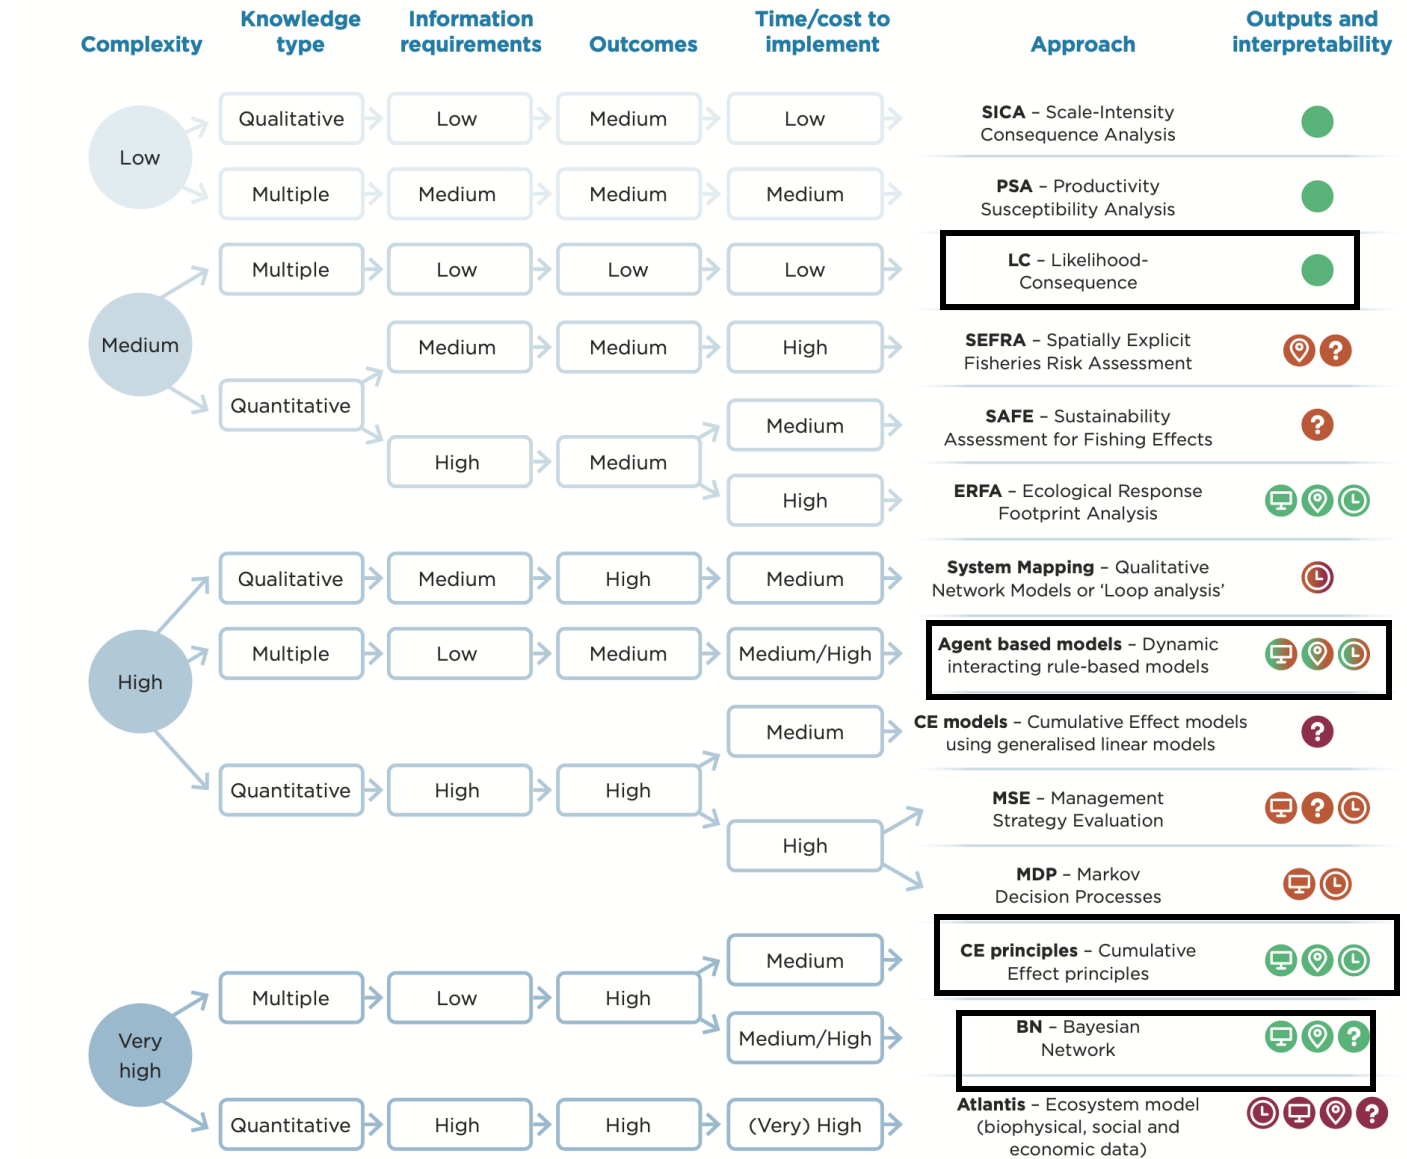 Complexity
Knowledge
type
Information
requirements
Outcomes
Time/cost to
implement
Approach
Outputs and
interpretability
Low
Qualitative
Low
Medium
Low
SICA – Scale-Intensity
Consequence Analysis
Multiple
Medium
Medium
Medium
PSA – Productivity
Susceptibility Analysis
Medium
Multiple
Low
Low
Low
LC – Likelihood-
Consequence
Quantitative
Medium
Medium
High
SEFRA – Spatially Explicit
Fisheries Risk Assessment
?
High
Medium
Medium
SAFE – Sustainability
Assessment for Fishing Effects
?
High
ERFA – Ecological Response
Footprint Analysis
High
Qualitative
Medium
High
Medium
System Mapping – Qualitative
Network Models or ‘Loop analysis’
Multiple
Low
Medium
Medium/High
Agent based models – Dynamic
interacting rule-based models
Quantitative
High
High
Medium
CE models – Cumulative Effect models
using generalised linear models
?
High
MSE – Management
Strategy Evaluation
?
MDP – Markov
Decision Processes
Very
high
Multiple
Low
High
Medium
CE principles – Cumulative
Effect principles
Medium/High
BN – Bayesian
Network
?
Quantitative
High
High
(Very) High
Atlantis – Ecosystem model
(biophysical, social and
economic data)
?